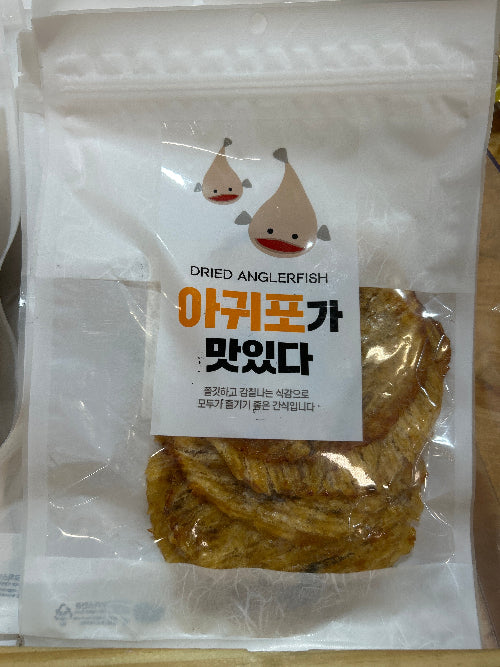 DRIED ANGLERFISH
아귀포가
맛있다
쫄깃하고 감칠나는 식감으로
모두가 즐기기 좋은 간식입니다